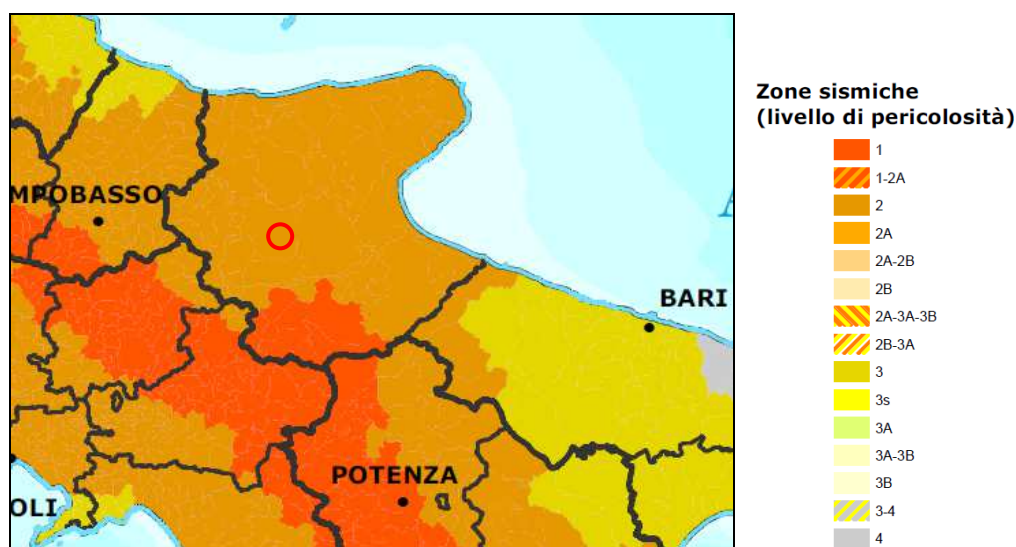 MPOBASSO
BARI
POTENZA
OLI
A
Zone sismiche
(livello di pericolosità)
1
1-2A
2
2A
2A-2B
2B
2A-3A-3B
2B-3A
3
3s
3A
3A-3B
3B
3-4
4